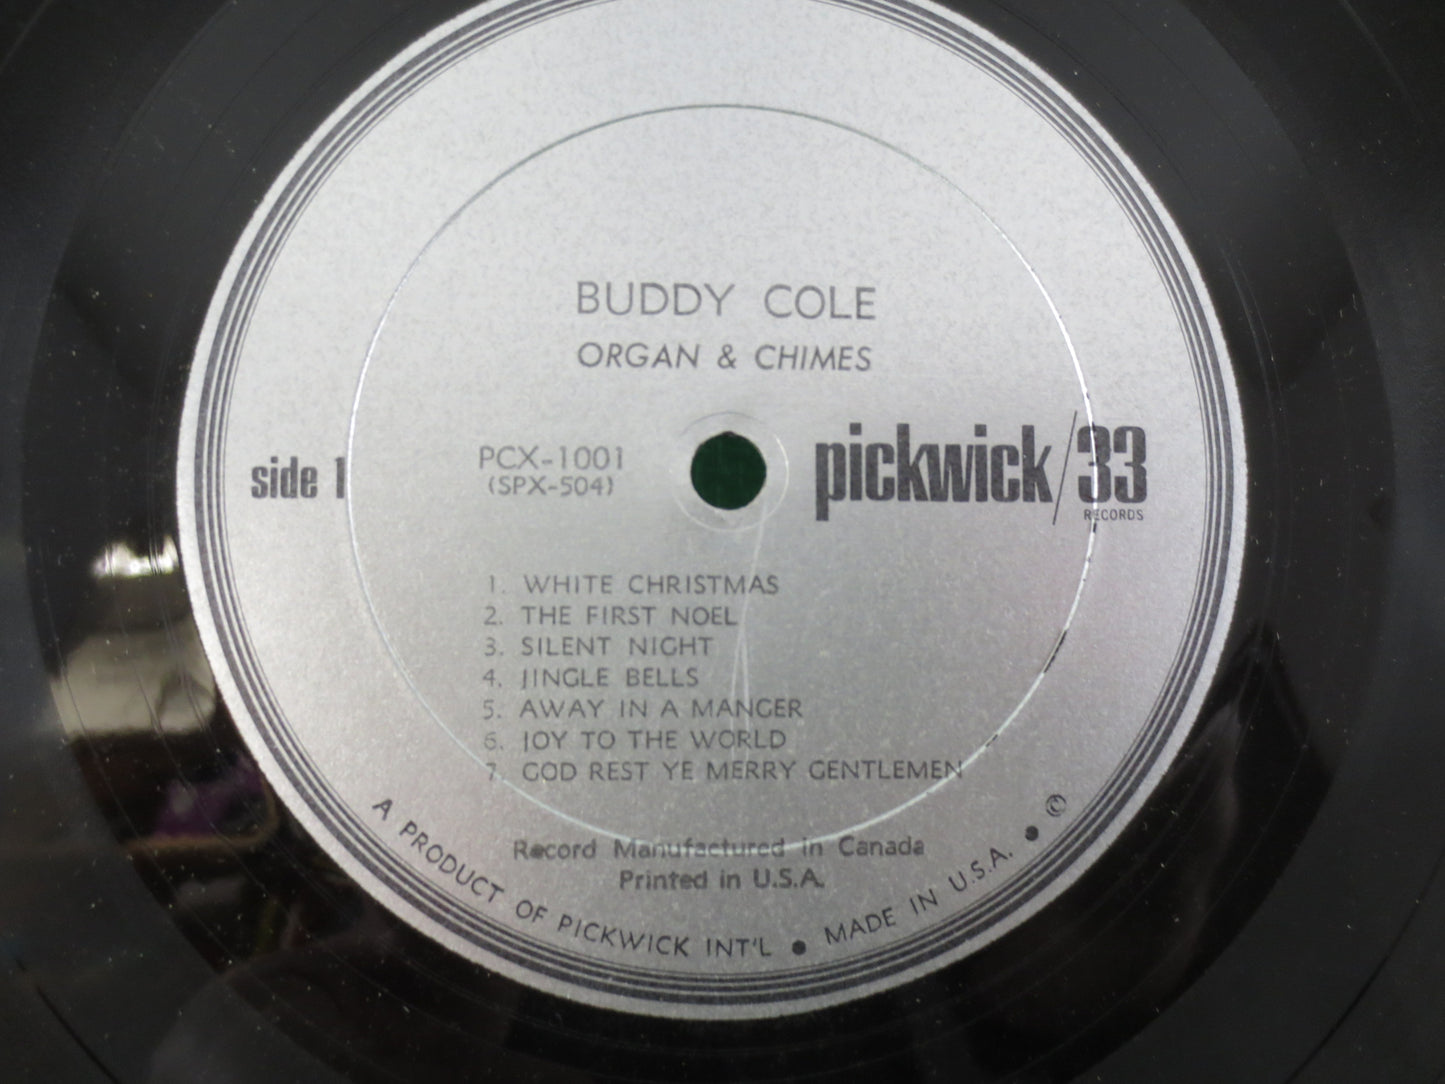 BUDDY COLE
ORGAN & CHIMES
side 1
PCX-1001
(SPX-504)
pickwick/33
RECORDS
1. WHITE CHRISTMAS
2. THE FIRST NOEL
3. SILENT NIGHT
4. JINGLE BELLS
5. AWAY IN A MANGER
6. JOY TO THE WORLD
7. GOD REST YE MERRY GENTLEMEN
Record Manufactured in Canada
Printed in U.S.A.
A PRODUCT OF PICKWICK INT'L • MADE IN U.S.A. • ©